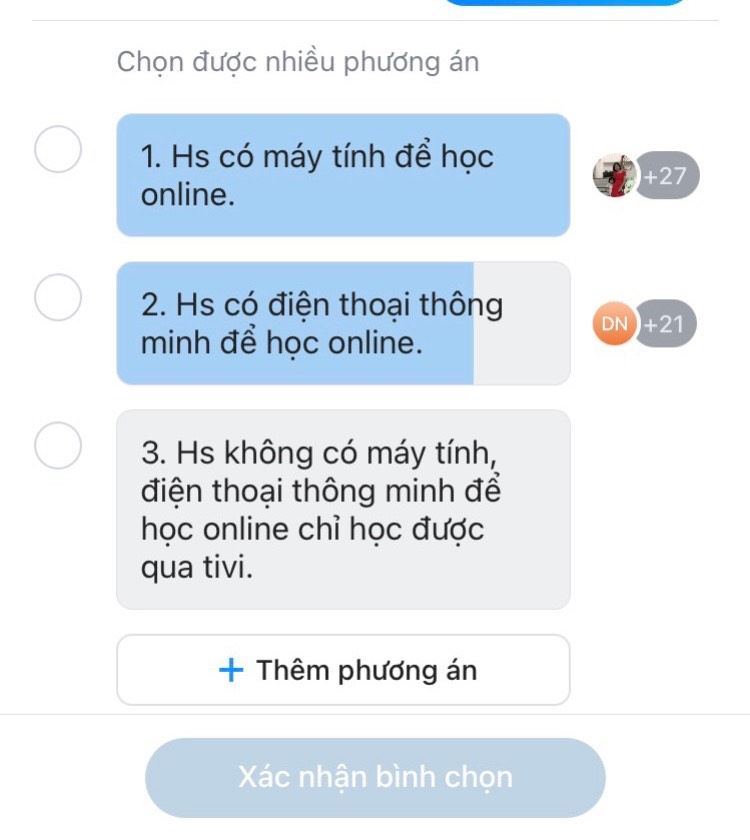 Chọn được nhiều phương án
1. Hs có máy tính để học
online.
+27
2. Hs có điện thoại thông
minh để học online.
DN +21
3. Hs không có máy tính,
điện thoại thông minh để
học online chỉ học được
qua tivi.
+ Thêm phương án
Xác nhận bình chọn